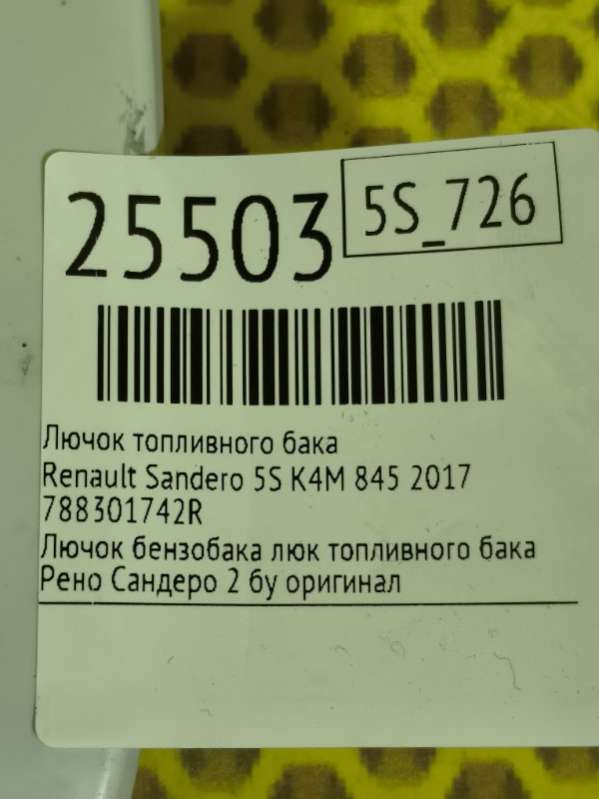 25503
5S_726
Лючок топливного бака
Renault Sandero 5S K4M 845 2017
788301742R
Лючок бензобака люк топливного бака
Рено Сандеро 2 бу оригинал